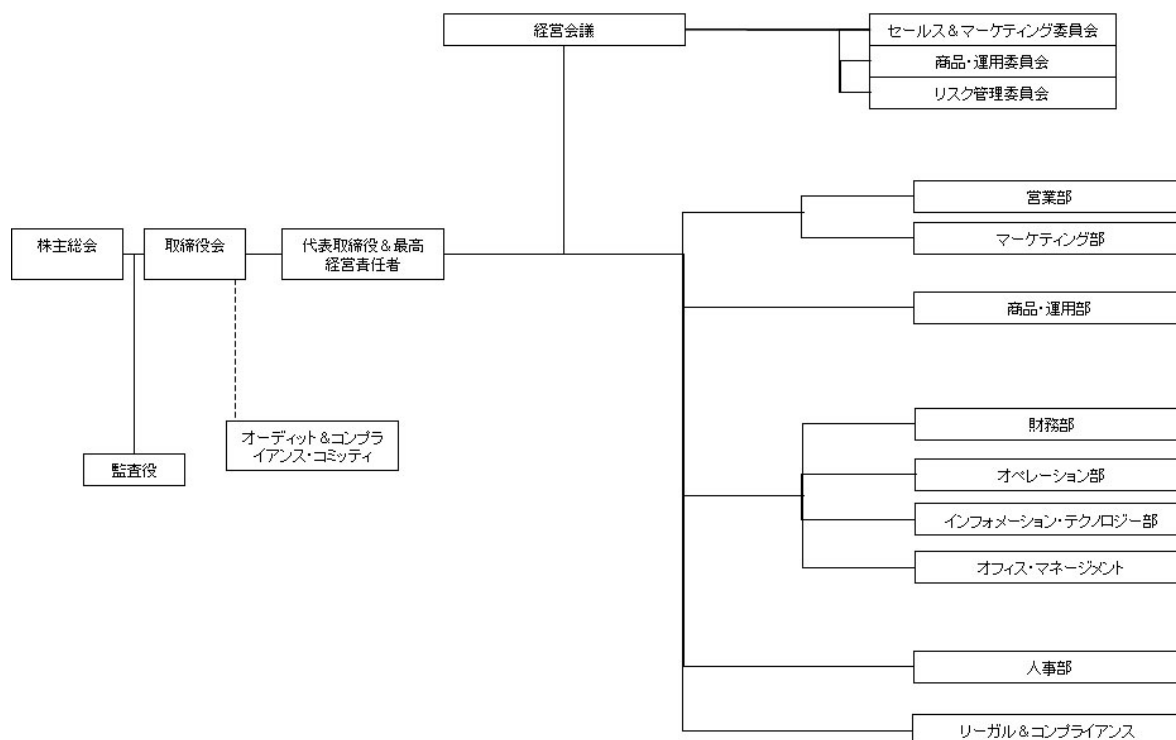 経営会議
セールス&マーケティング委員会
商品・運用委員会
リスク管理委員会
営業部
マーケティング部
株主総会
取締役会
代表取締役&最高
経営責任者
商品・運用部
オーディット&コンプラ
イアンス・コミッティ
監査役
財務部
オペレーション部
インフォメーション・テクノロジー部
オフィス・マネージメント
人事部
リーガル&コンプライアンス